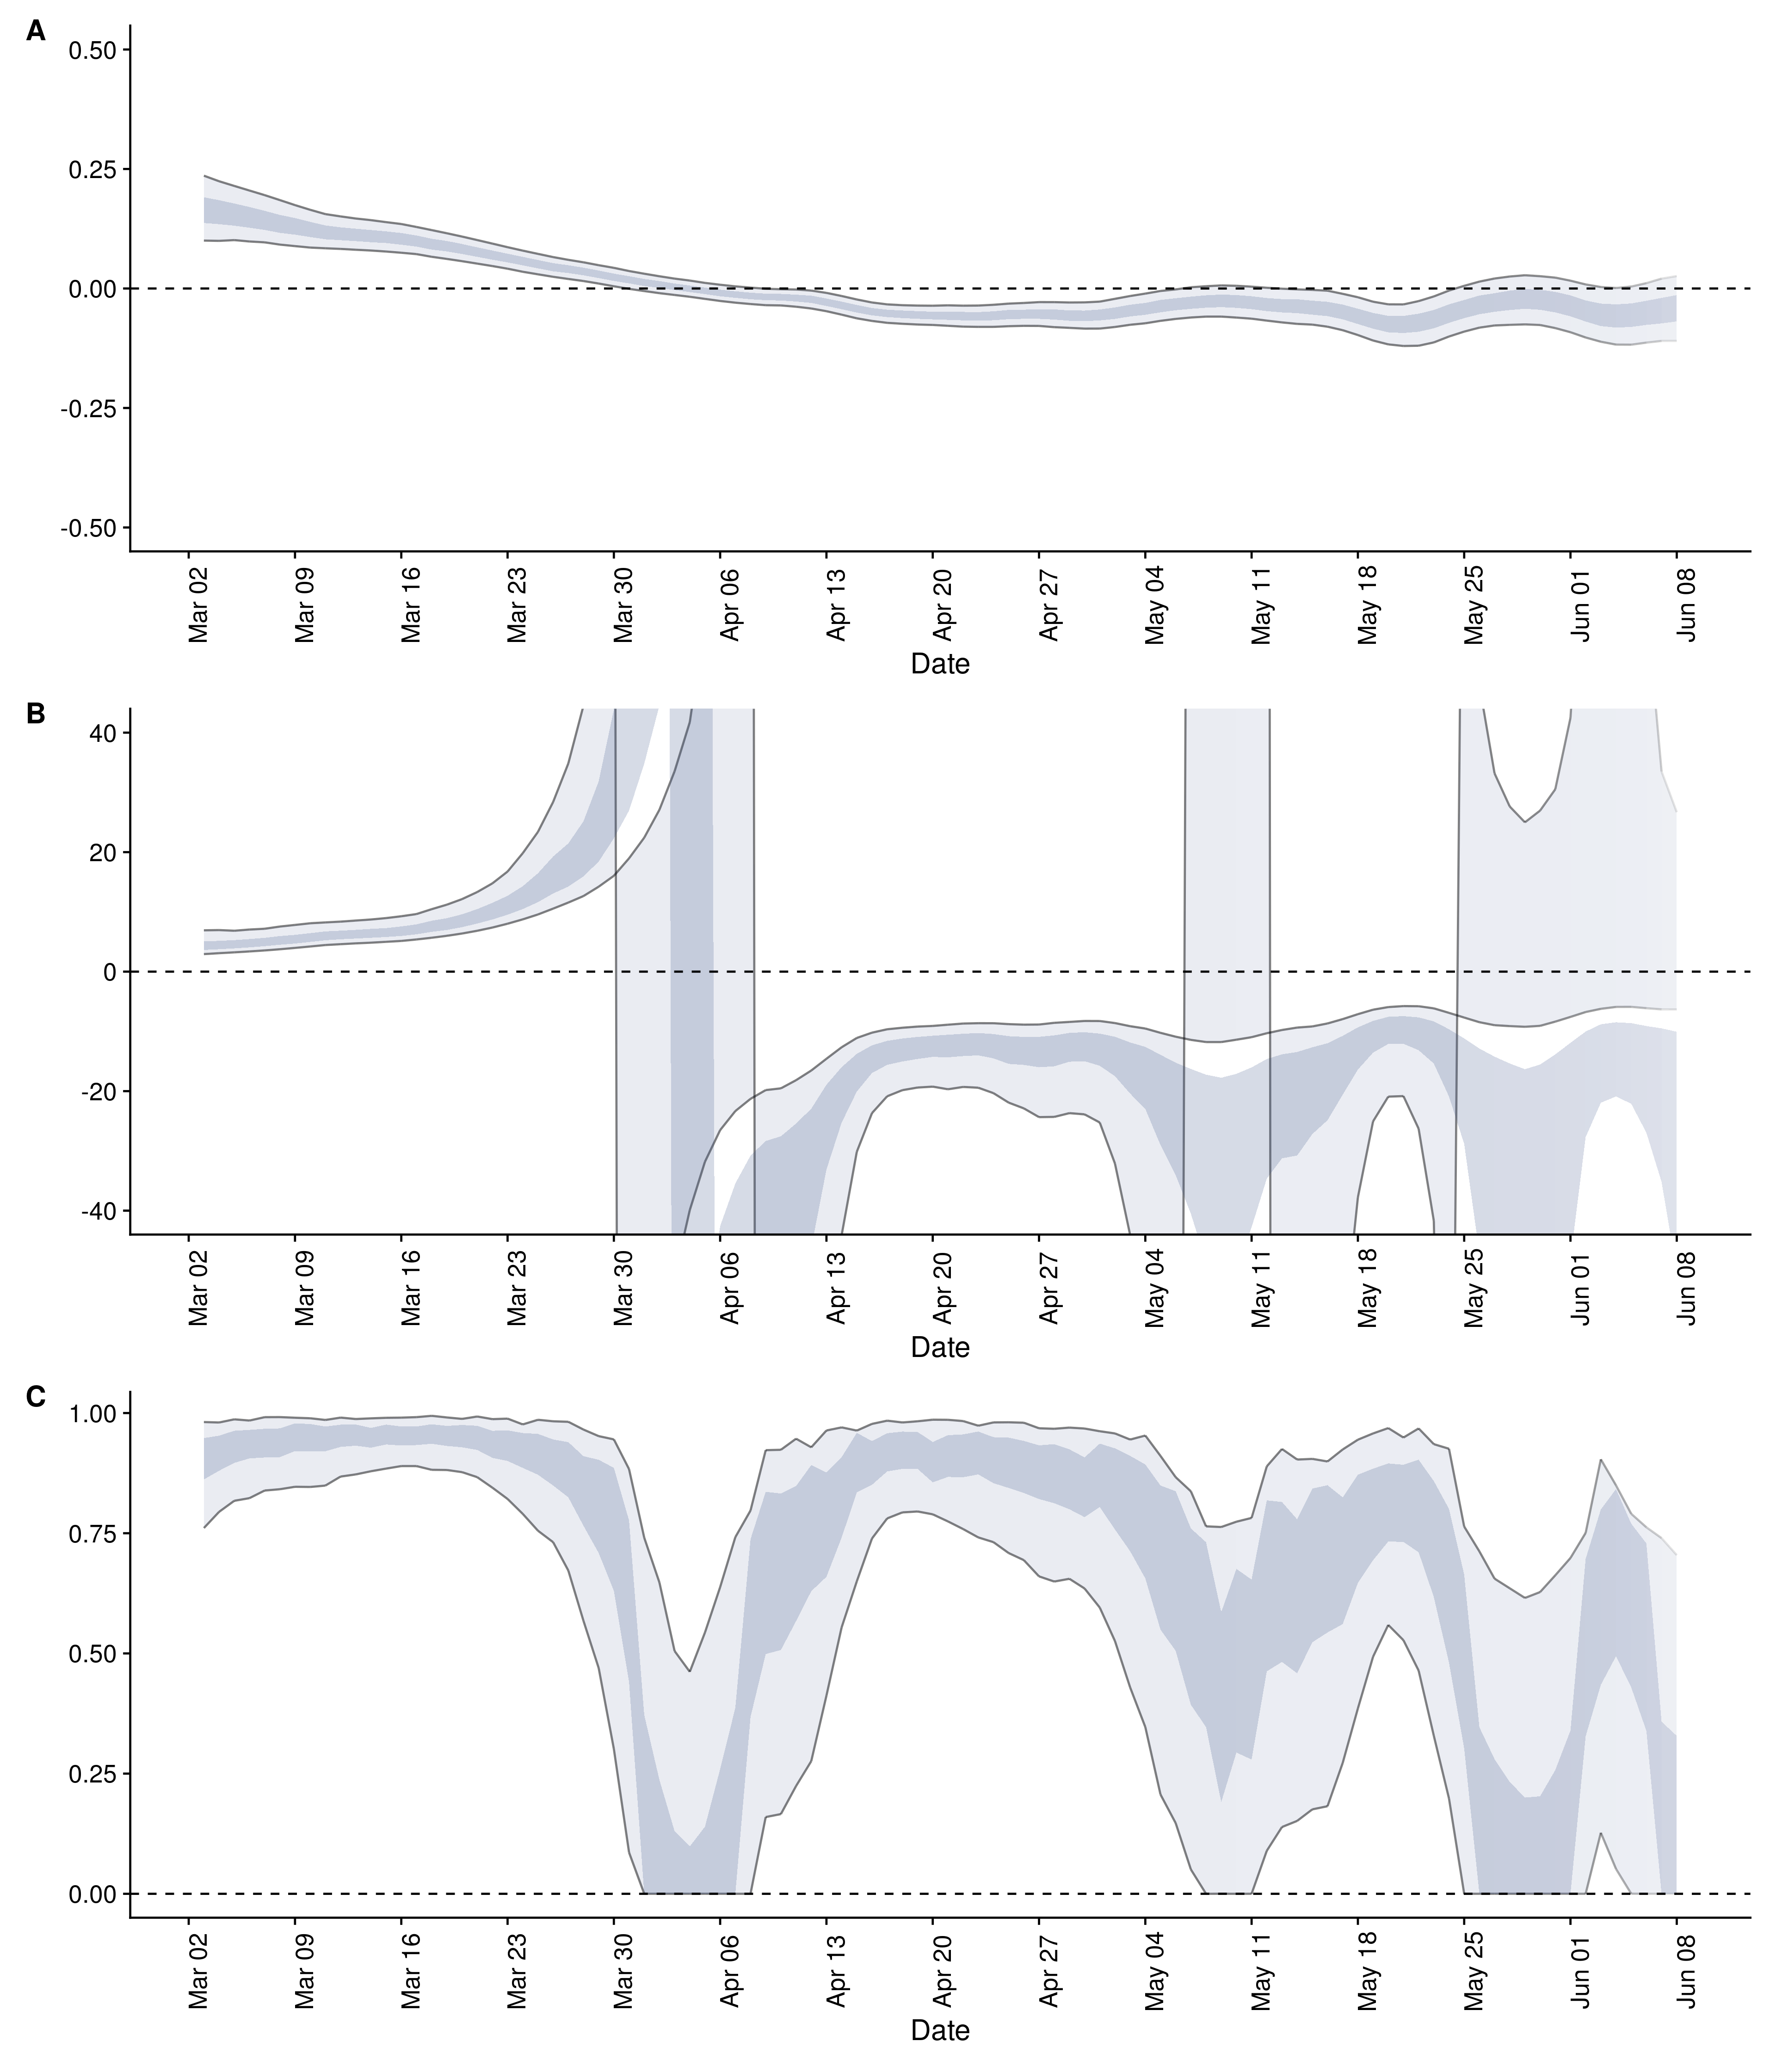 A
0.50
0.25
0.00
-0.25
-0.50
Mar 02
Mar 09
Mar 16
Mar 23
Mar 30
Apr 06
Apr 13
Apr 20
Apr 27
May 04
May 11
May 18
May 25
Jun 01
Jun 08
Date
B
40
20
0
-20
-40
Mar 02
Mar 09
Mar 16
Mar 23
Mar 30
Apr 06
Apr 13
Apr 20
Apr 27
May 04
May 11
May 18
May 25
Jun 01
Jun 08
Date
C
1.00
0.75
0.50
0.25
0.00
Mar 02
Mar 09
Mar 16
Mar 23
Mar 30
Apr 06
Apr 13
Apr 20
Apr 27
May 04
May 11
May 18
May 25
Jun 01
Jun 08
Date